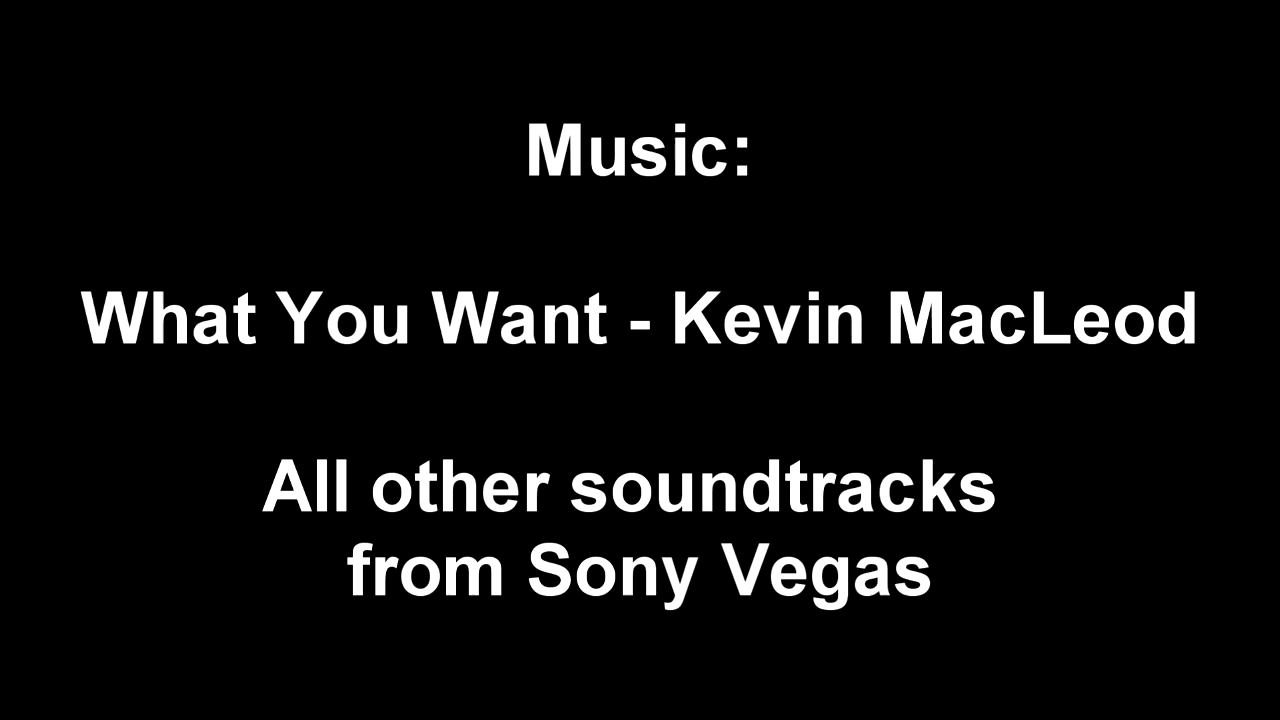 Music:
What You Want - Kevin MacLeod
All other soundtracks
from Sony Vegas